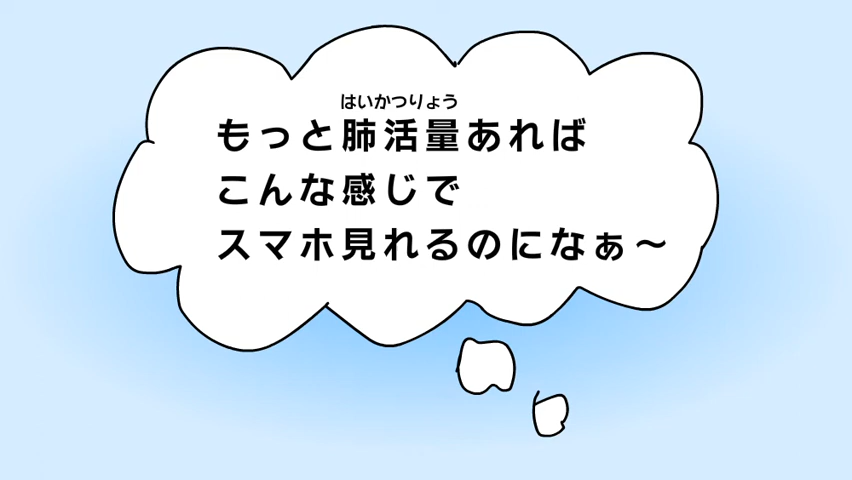 はいかつりょう
もっと肺活量あれば
こんな感じで
スマホ見れるのになぁ～